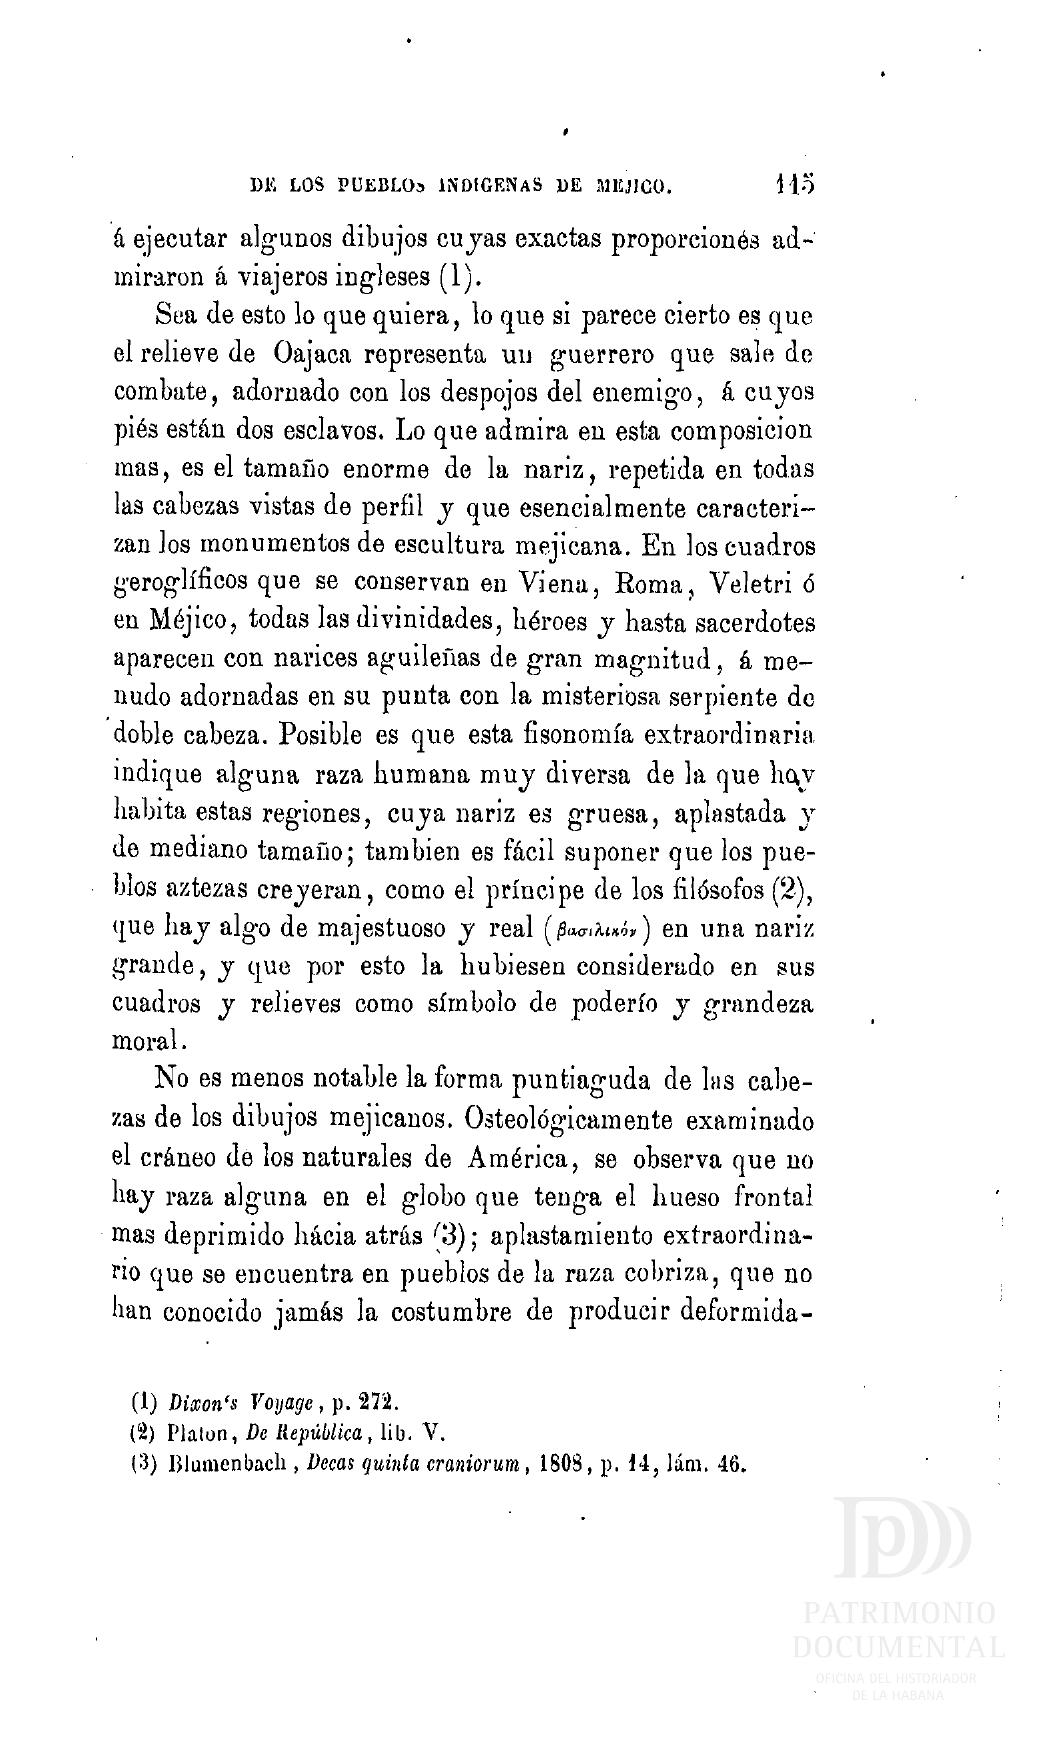 DE LOS PUEBLOS INDIGENAS DE MEJICO. 115
á ejecutar algunos dibujos cuyas exactas proporcionés ad-
miraron á viajeros ingleses (1).
Sea de esto lo que quiera, lo que si parece cierto es que
el relieve de Oajaca representa un guerrero que sale de
combate, adornado con los despojos del enemigo, á cuyos
piés están dos esclavos. Lo que admira en esta composicion
mas, es el tamaño enorme de la nariz, repetida en todas
las cabezas vistas de perfil y que esencialmente caracteri-
zan los monumentos de escultura mejicana. En los cuadros
geroglíficos que se conservan en Viena, Roma, Veletri ó
en Méjico, todas las divinidades, héroes y hasta sacerdotes
aparecen con narices aguileñas de gran magnitud, á me-
nudo adornadas en su punta con la misteriosa serpiente de
doble cabeza. Posible es que esta fisonomía extraordinaria
indique alguna raza humana muy diversa de la que hay
habita estas regiones, cuya nariz es gruesa, aplastada y
de mediano tamaño; tambien es fácil suponer que los pue-
blos aztezas creyeran, como el príncipe de los filósofos (2),
que hay algo de majestuoso y real (βασιλικόν) en una nariz
grande, y que por esto la hubiesen considerado en sus
cuadros y relieves como símbolo de poderío y grandeza
moral.
No es menos notable la forma puntiaguda de las cabe-
zas de los dibujos mejicanos. Osteológicamente examinado
el cráneo de los naturales de América, se observa que no
hay raza alguna en el globo que tenga el hueso frontal
mas deprimido hácia atrás (3); aplastamiento extraordina-
rio que se encuentra en pueblos de la raza cobriza, que no
han conocido jamás la costumbre de producir deformida-
(1) Dixon's Voyage, p. 272.
(2) Platon, De República, lib. V.
(3) Blumenbach, Decas quinta craniorum, 1808, p. 14, lám. 46.
PATRIMONIO
DOCUMENTAL
OFICINA DEL HISTORIADOR
DE LA HABANA